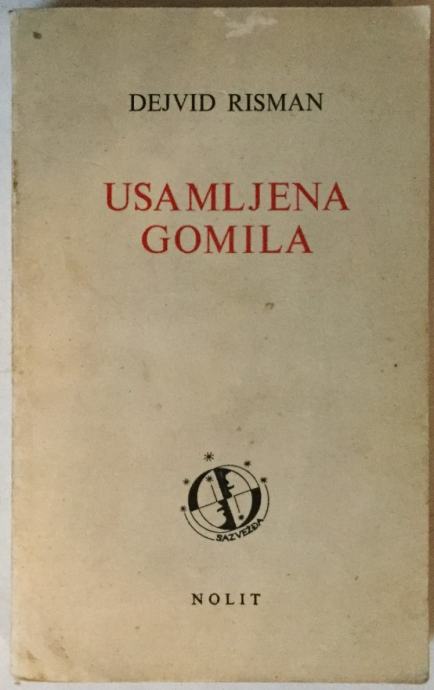 DEJVID RISMAN
USAMLJENA
GOMILA
SAZVEŽĐA
NOLIT